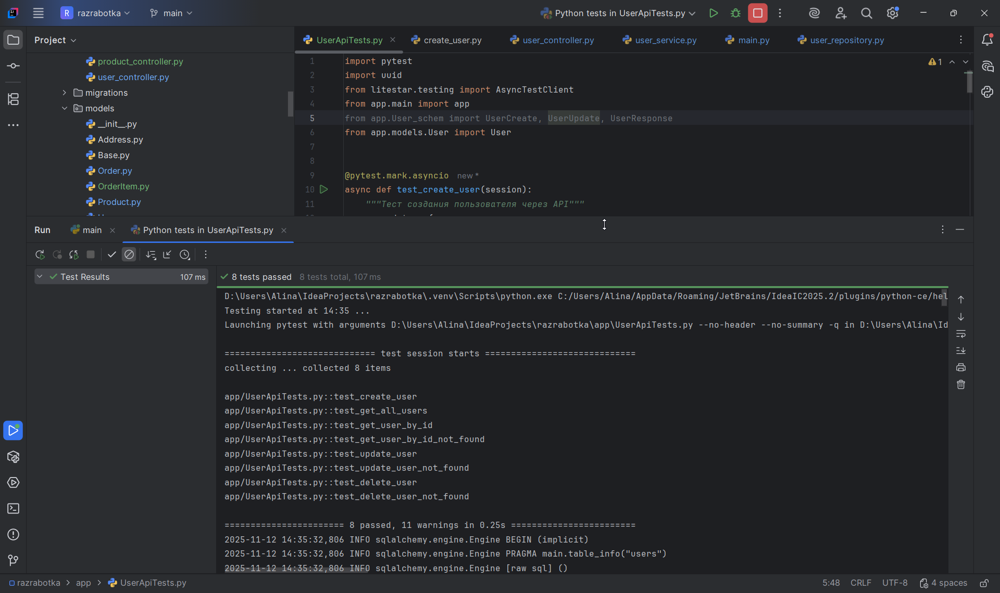 R razrabotka main Python tests in UserApiTests.py
Project
UserApiTests.py create_user.py user_controller.py user_service.py main.py user_repository.py
product_controller.py
user_controller.py
migrations
models
__init__.py
Address.py
Base.py
Order.py
OrderItem.py
Product.py
1 import pytest
2 import uuid
3 from litestar.testing import AsyncTestClient
4 from app.main import app
5 from app.User_schem import UserCreate, UserUpdate, UserResponse
6 from app.models.User import User
7
8
9 @pytest.mark.asyncio new *
10 async def test_create_user(session):
11 """Тест создания пользователя через API"""
1
Run main Python tests in UserApiTests.py
Test Results 107 ms
8 tests passed 8 tests total, 107 ms
D:\Users\Alina\IdeaProjects\razrabotka\.venv\Scripts\python.exe C:/Users/Alina/AppData/Roaming/JetBrains/IdeaIC2025.2/plugins/python-ce/hel
Testing started at 14:35 ...
Launching pytest with arguments D:\Users\Alina\IdeaProjects\razrabotka\app\UserApiTests.py --no-header --no-summary -q in D:\Users\Alina\Id
============================= test session starts =============================
collecting ... collected 8 items
app/UserApiTests.py::test_create_user
app/UserApiTests.py::test_get_all_users
app/UserApiTests.py::test_get_user_by_id
app/UserApiTests.py::test_get_user_by_id_not_found
app/UserApiTests.py::test_update_user
app/UserApiTests.py::test_update_user_not_found
app/UserApiTests.py::test_delete_user
app/UserApiTests.py::test_delete_user_not_found
======================= 8 passed, 11 warnings in 0.25s ========================
2025-11-12 14:35:32,806 INFO sqlalchemy.engine.Engine BEGIN (implicit)
2025-11-12 14:35:32,806 INFO sqlalchemy.engine.Engine PRAGMA main.table_info("users")
2025-11-12 14:35:32,806 INFO sqlalchemy.engine.Engine [raw sql] ()
razrabotka > app > UserApiTests.py 5:48 CRLF UTF-8 4 spaces